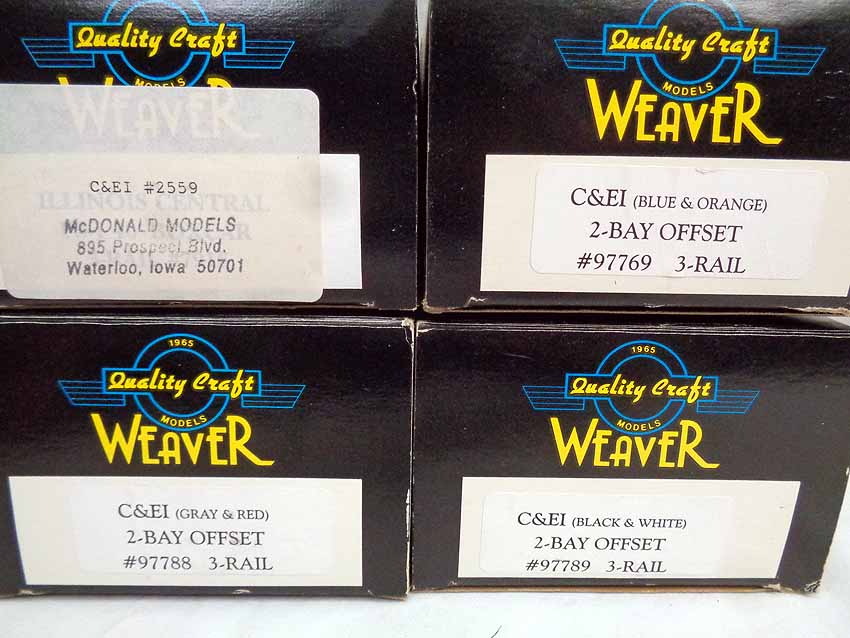 Quality Craft
MODELS
WEAVER
C&EI #2559
ILLINOIS CENTRAL
McDONALD MODELS
895 Prospect Blvd.
Waterloo, Iowa 50701
Quality Craft
MODELS
WEAVER
C&EI (BLUE & ORANGE)
2-BAY OFFSET
#97769 3-RAIL
1965
Quality Craft
MODELS
WEAVER
C&EI (GRAY & RED)
2-BAY OFFSET
#97788 3-RAIL
1965
Quality Craft
MODELS
WEAVER
C&EI (BLACK & WHITE)
2-BAY OFFSET
#97789 3-RAIL